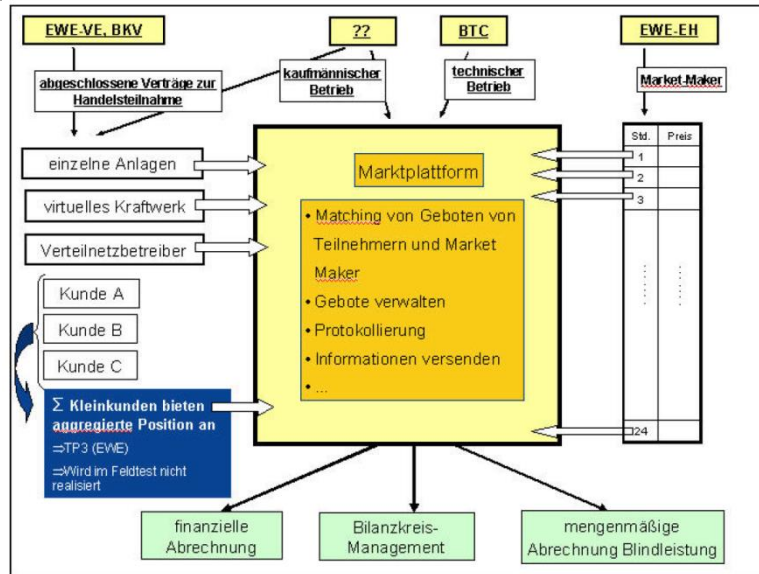 EWE-VE, BKV
??
BTC
EWE-EH
abgeschlossene Verträge zur
Handelsteilnahme
kaufmännischer
Betrieb
technischer
Betrieb
Market-Maker
einzelne Anlagen
virtuelles Kraftwerk
Verteilnetzbetreiber
Kunde A
Kunde B
Kunde C
Σ Kleinkunden bieten
aggregierte Position an
⇒TP3 (EWE)
⇒Wird im Feldtest nicht
realisiert
Marktplattform
• Matching von Geboten von
Teilnehmern und Market
Maker
• Gebote verwalten
• Protokollierung
• Informationen versenden
• ...
Std. Preis
1
2
3
24
finanzielle
Abrechnung
Bilanzkreis-
Management
mengenmäßige
Abrechnung Blindleistung